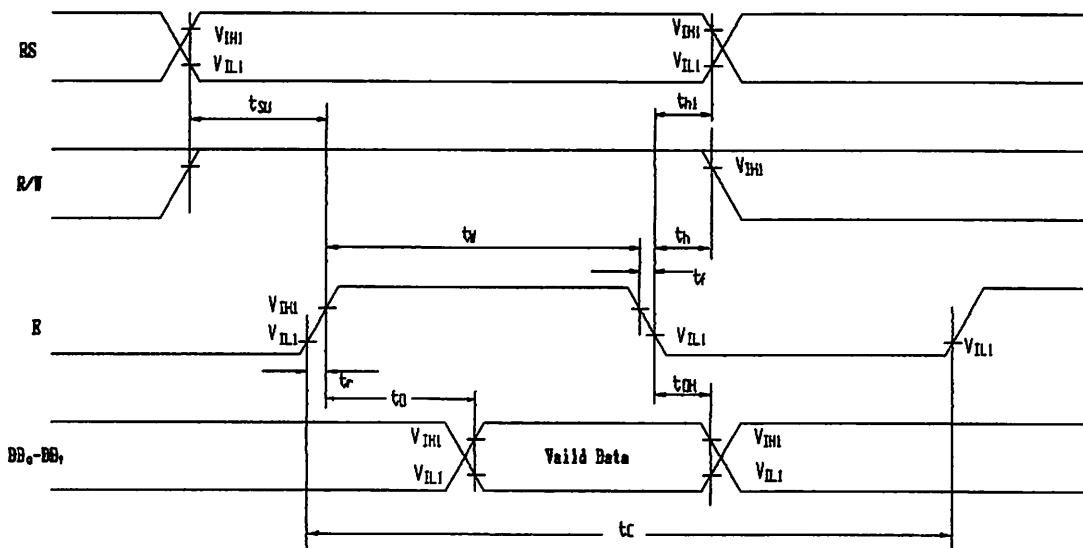 RS
VIH1
VIL1
VIH1
VIL1
tSU
th1
R/W
VIH1
tW
th
tf
E
VIH1
VIL1
VIL1
VIL1
tr
tD
tDH
DB0-DB7
VIH1
VIL1
Vaild Data
VIH1
VIL1
tC